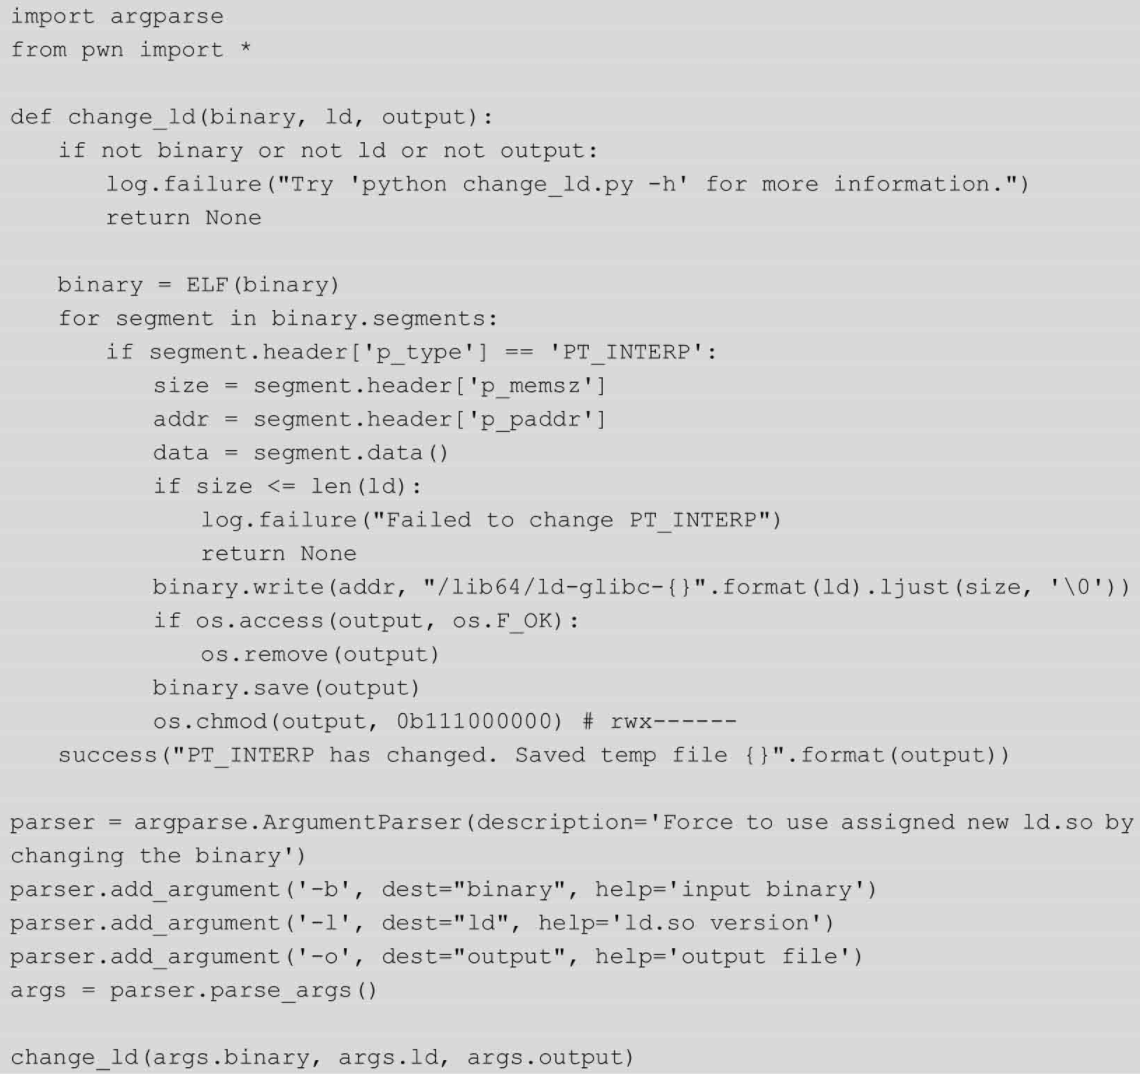 import argparse
from pwn import *

def change_ld(binary, ld, output):
    if not binary or not ld or not output:
        log.failure("Try 'python change_ld.py -h' for more information.")
        return None

    binary = ELF(binary)
    for segment in binary.segments:
        if segment.header['p_type'] == 'PT_INTERP':
            size = segment.header['p_memsz']
            addr = segment.header['p_paddr']
            data = segment.data()
            if size <= len(ld):
                log.failure("Failed to change PT_INTERP")
                return None
            binary.write(addr, "/lib64/ld-glibc-{}".format(ld).ljust(size, '\0'))
            if os.access(output, os.F_OK):
                os.remove(output)
            binary.save(output)
            os.chmod(output, 0b111000000) # rwx------
    success("PT_INTERP has changed. Saved temp file {}".format(output))

parser = argparse.ArgumentParser(description='Force to use assigned new ld.so by
changing the binary')
parser.add_argument('-b', dest="binary", help='input binary')
parser.add_argument('-l', dest="ld", help='ld.so version')
parser.add_argument('-o', dest="output", help='output file')
args = parser.parse_args()

change_ld(args.binary, args.ld, args.output)